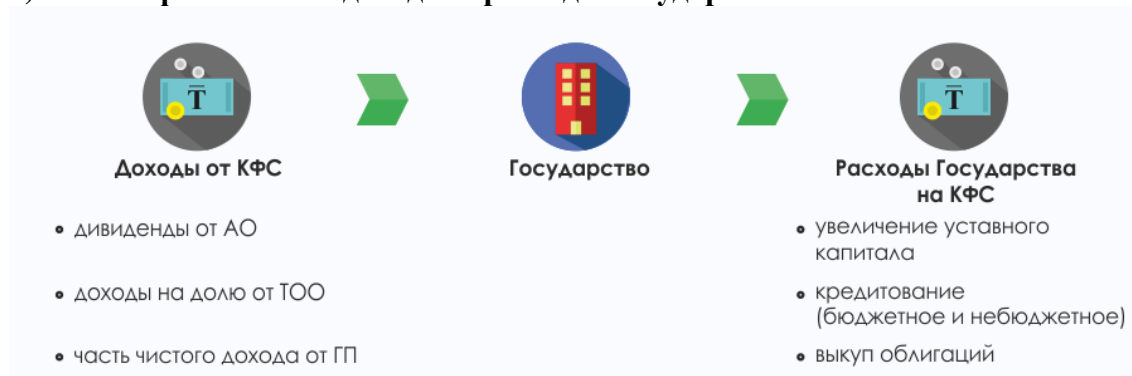 Т
Т
Доходы от КФС
Государство
Расходы Государства
на КФС
• дивиденды от АО
• доходы на долю от ТОО
• часть чистого дохода от ГП
• увеличение уставного
капитала
• кредитование
(бюджетное и небюджетное)
• выкуп облигаций